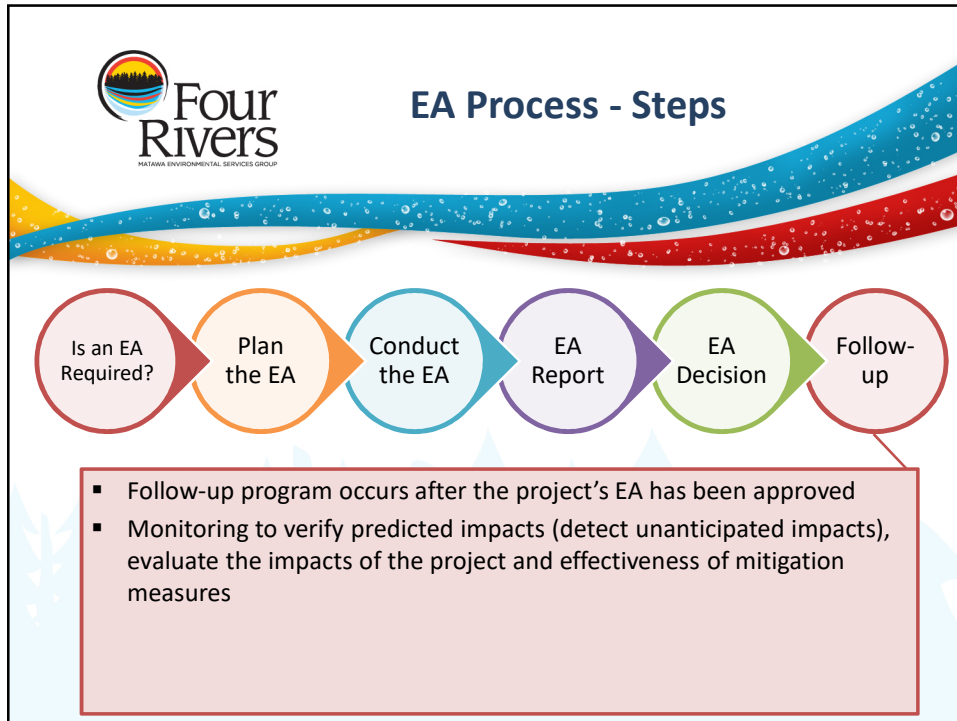 Four
Rivers
MATAWA ENVIRONMENTAL SERVICES GROUP
EA Process - Steps
Is an EA
Required?
Plan
the EA
Conduct
the EA
EA
Report
EA
Decision
Follow-
up
▪ Follow-up program occurs after the project's EA has been approved
▪ Monitoring to verify predicted impacts (detect unanticipated impacts),
evaluate the impacts of the project and effectiveness of mitigation
measures